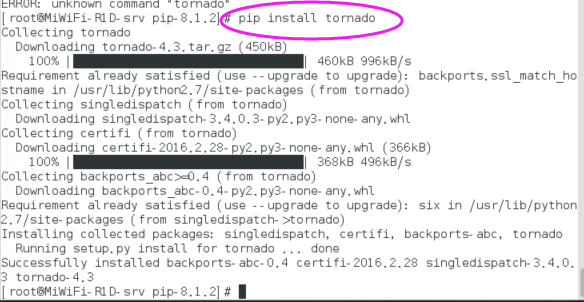 ERROR: unknown command "tornado"
[root@MiWiFi-R1D-srv pip-8.1.2]# pip install tornado
Collecting tornado
  Downloading tornado-4.3.tar.gz (450kB)
    100% |                                | 460kB 996kB/s
Requirement already satisfied (use --upgrade to upgrade): backports.ssl_match_ho
stname in /usr/lib/python2.7/site-packages (from tornado)
Collecting singledispatch (from tornado)
  Downloading singledispatch-3.4.0.3-py2.py3-none-any.whl
Collecting certifi (from tornado)
  Downloading certifi-2016.2.28-py2.py3-none-any.whl (366kB)
    100% |                                | 368kB 496kB/s
Collecting backports_abc>=0.4 (from tornado)
  Downloading backports_abc-0.4-py2.py3-none-any.whl
Requirement already satisfied (use --upgrade to upgrade): six in /usr/lib/python
2.7/site-packages (from singledispatch->tornado)
Installing collected packages: singledispatch, certifi, backports-abc, tornado
  Running setup.py install for tornado ... done
Successfully installed backports-abc-0.4 certifi-2016.2.28 singledispatch-3.4.0.
3 tornado-4.3
[root@MiWiFi-R1D-srv pip-8.1.2]#